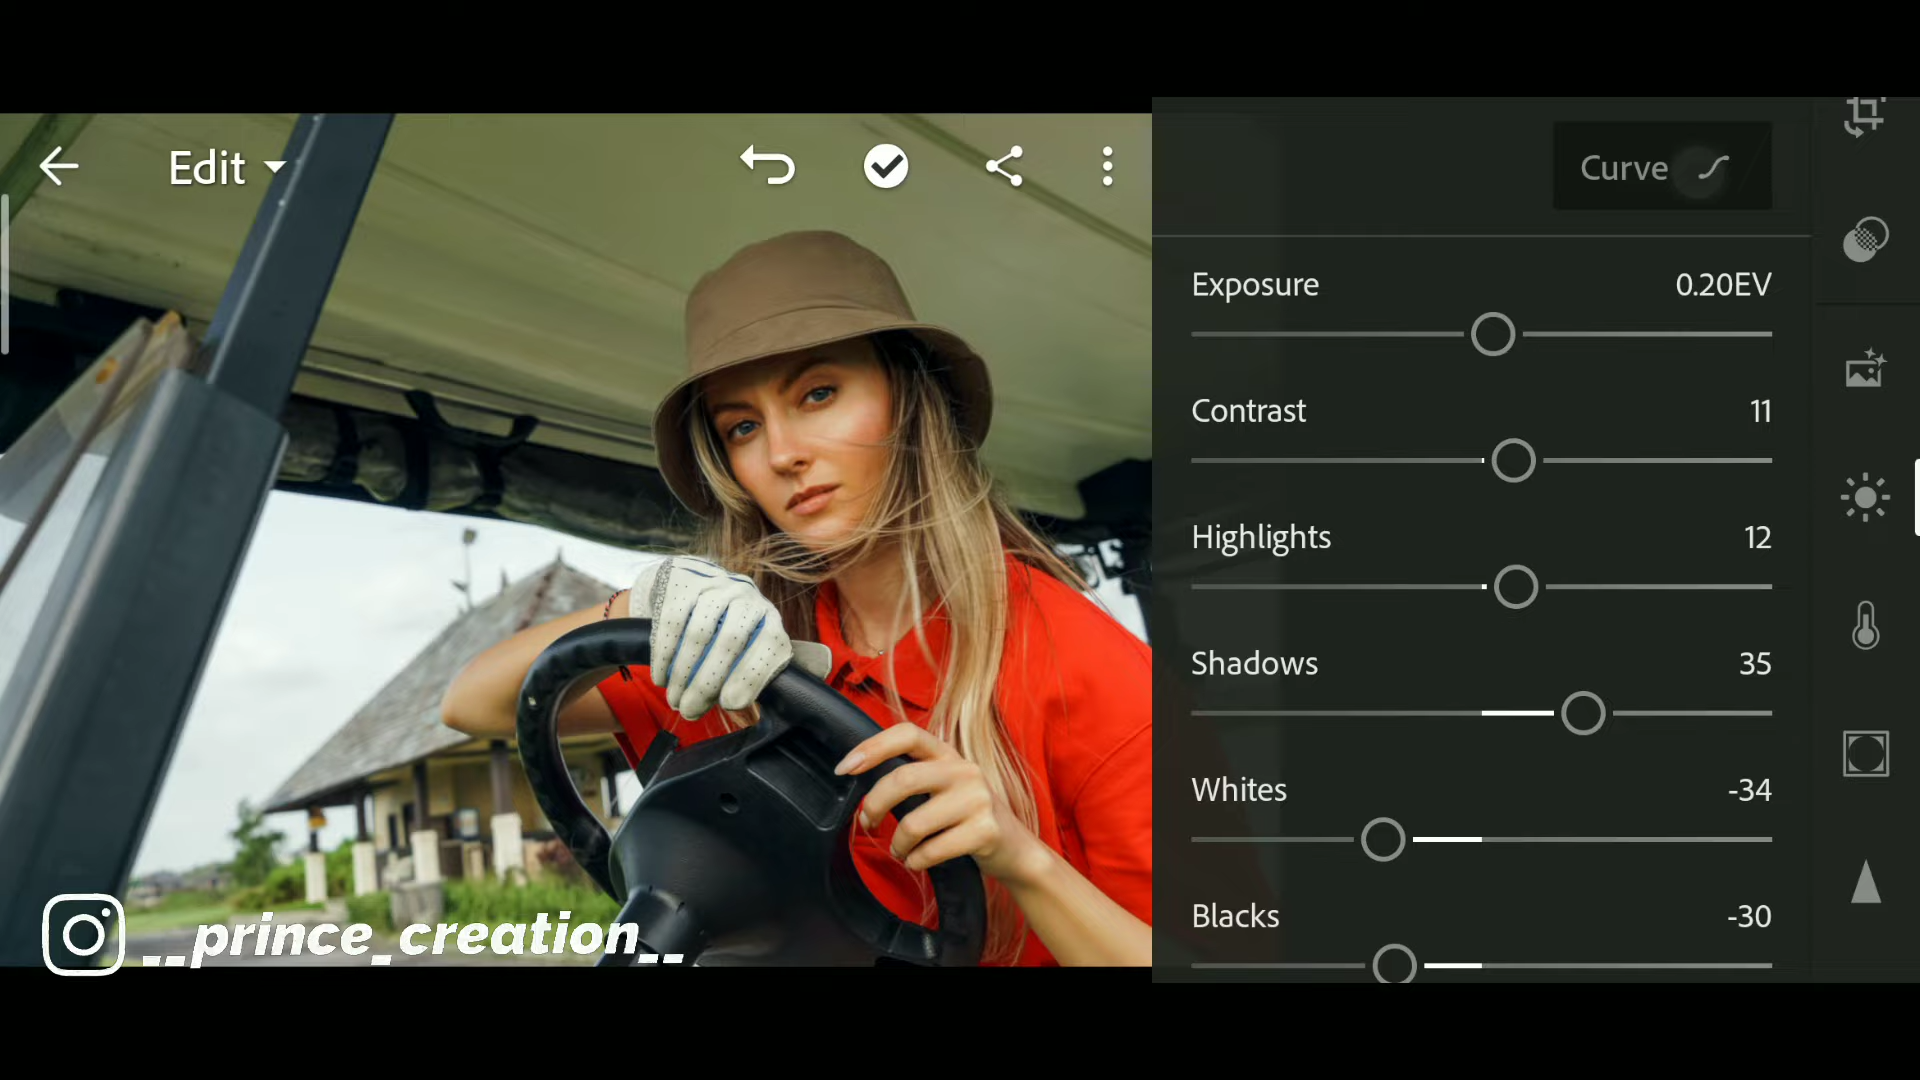 Edit
Curve
Exposure 0.20EV
Contrast 11
Highlights 12
Shadows 35
Whites -34
Blacks -30
__prince_creation__